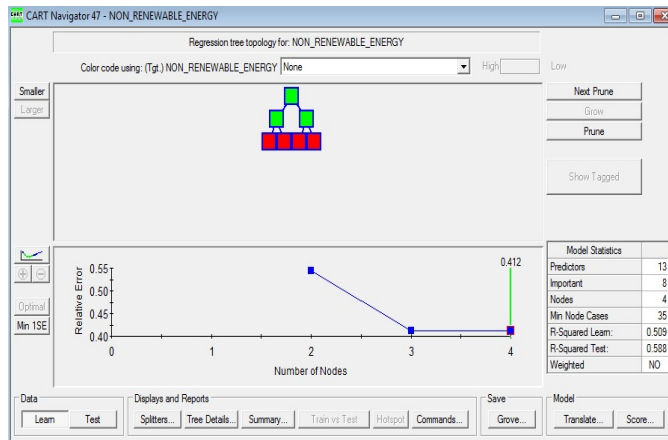 CART Navigator 47 - NON_RENEWABLE_ENERGY
Regression tree topology for: NON_RENEWABLE_ENERGY
Color code using: (Tgt.) NON_RENEWABLE_ENERGY None High Low
Smaller
Larger
Next Prune
Grow
Prune
Show Tagged
Optimal
Min 1SE
Relative Error
0.55
0.50
0.45
0.40
0.412
0 1 2 3 4
Number of Nodes
Model Statistics
Predictors 13
Important 8
Nodes 4
Min Node Cases 35
R-Squared Learn: 0.509
R-Squared Test: 0.588
Weighted NO
Data
Learn Test
Displays and Reports
Splitters... Tree Details... Summary... Train vs Test Hotspot Commands...
Save
Grove...
Model
Translate... Score...